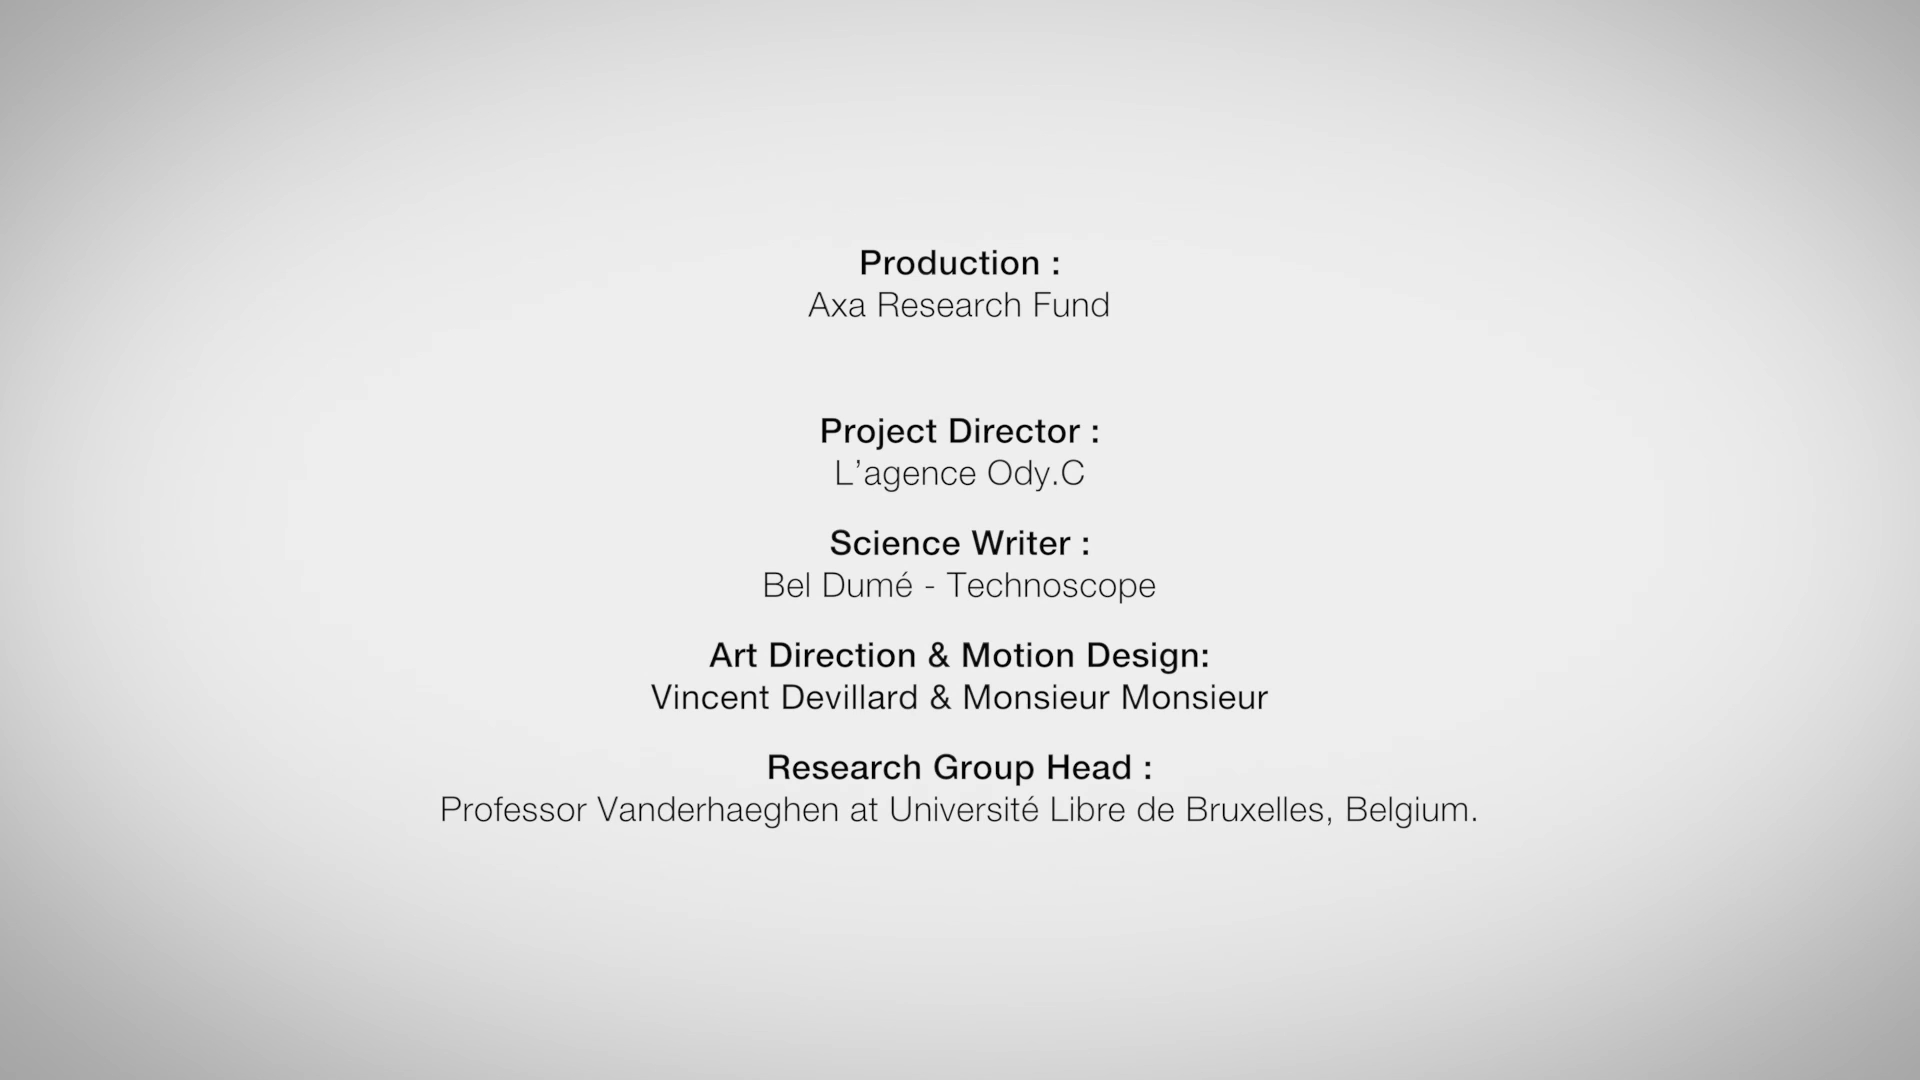 Production :
Axa Research Fund
Project Director :
L’agence Ody.C
Science Writer :
Bel Dumé - Technoscope
Art Direction & Motion Design:
Vincent Devillard & Monsieur Monsieur
Research Group Head :
Professor Vanderhaeghen at Université Libre de Bruxelles, Belgium.